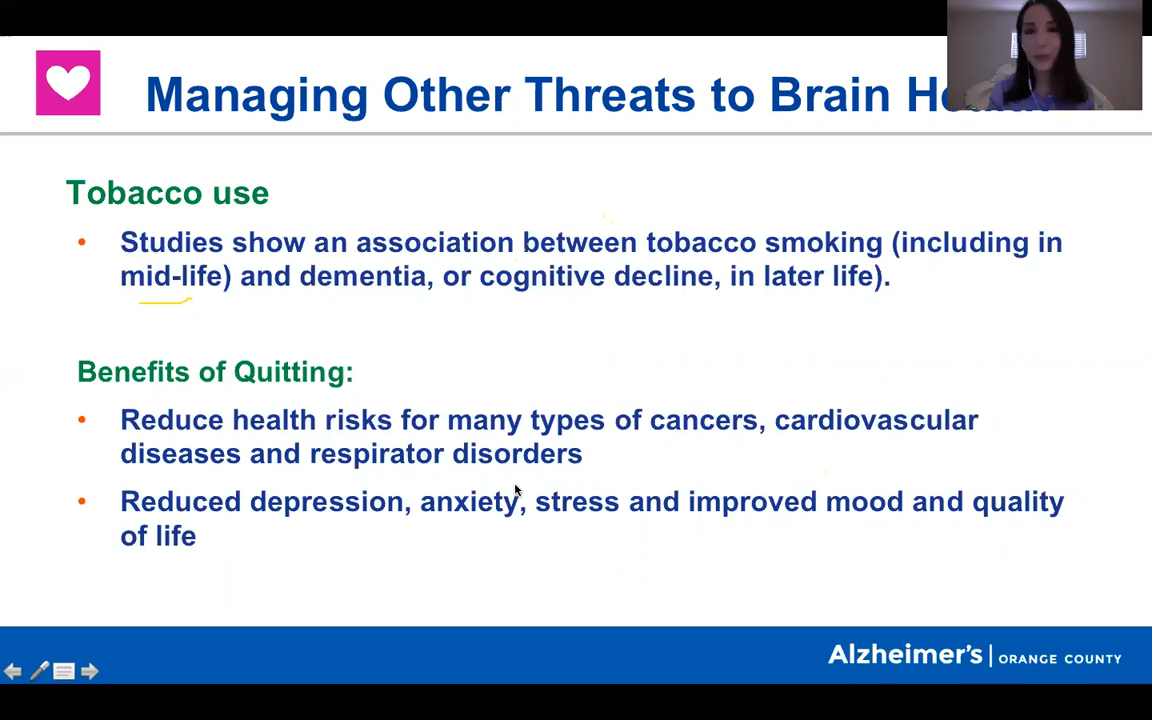 Managing Other Threats to Brain
Tobacco use
• Studies show an association between tobacco smoking (including in
mid-life) and dementia, or cognitive decline, in later life).
Benefits of Quitting:
• Reduce health risks for many types of cancers, cardiovascular
diseases and respirator disorders
• Reduced depression, anxiety, stress and improved mood and quality
of life
Alzheimer's | ORANGE COUNTY